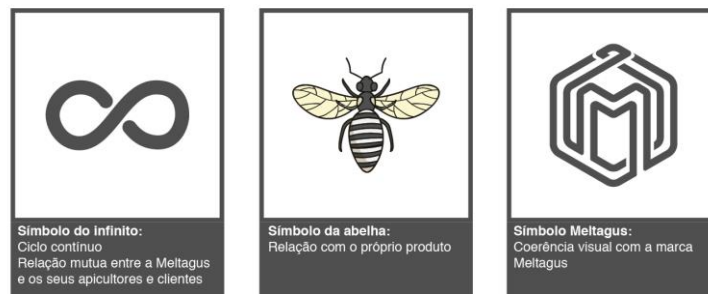 Símbolo do infinito:
Ciclo continuo
Relação mutua entre a Meltagus
e os seus apicultores e clientes
Símbolo da abelha:
Relação com o próprio produto
Símbolo Meltagus:
Coerência visual com a marca
Meltagus